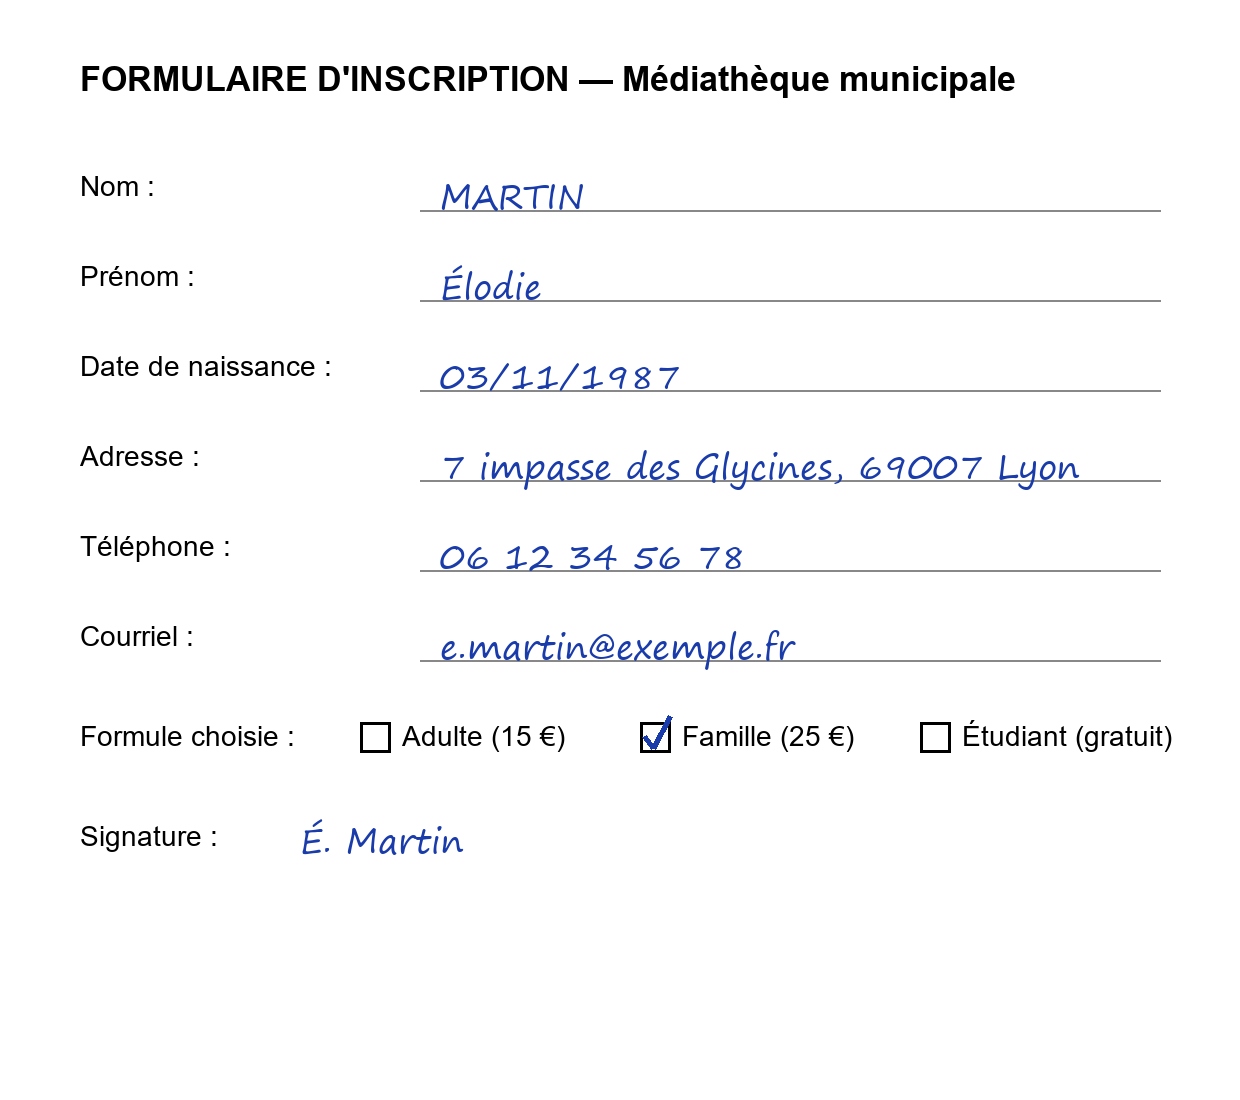 FORMULAIRE D'INSCRIPTION — Médiathèque municipale
Nom : MARTIN
Prénom : Élodie
Date de naissance : 03/11/1987
Adresse : 7 impasse des Glycines, 69007 Lyon
Téléphone : 06 12 34 56 78
Courriel : e.martin@exemple.fr
Formule choisie : ☐ Adulte (15 €) ☑ Famille (25 €) ☐ Étudiant (gratuit)
Signature : É. Martin